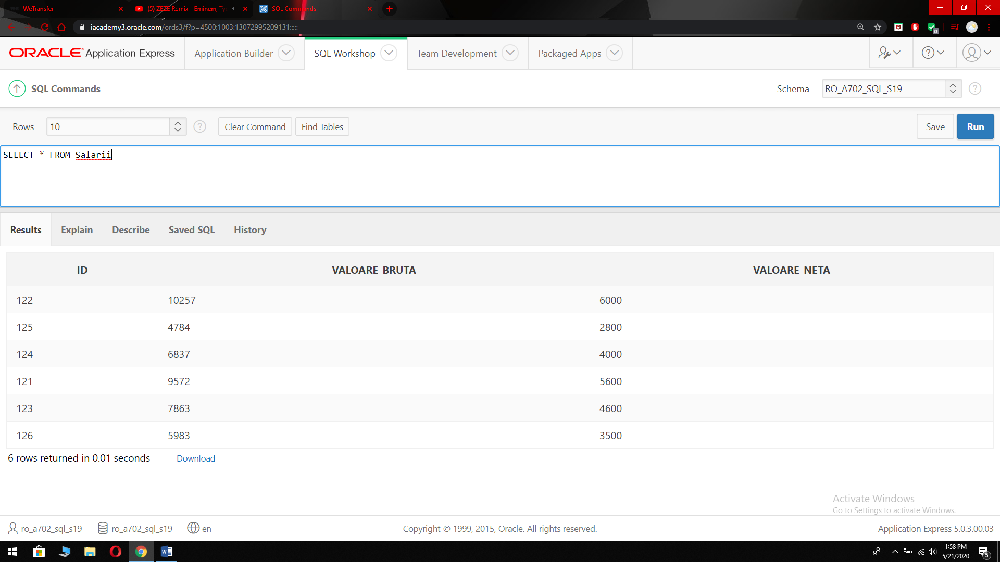 WeTransfer
(5) ZEZE Remix - Eminem, Ty
SQL Commands
iacademy3.oracle.com/ords3/f?p=4500:1003:13072995209131:::::
0
ORACLE Application Express
Application Builder
SQL Workshop
Team Development
Packaged Apps
SQL Commands
Schema
RO_A702_SQL_S19
Rows
10
Clear Command
Find Tables
Save
Run
SELECT * FROM Salarii
Results Explain Describe Saved SQL History
ID VALOARE_BRUTA VALOARE_NETA
122 10257 6000
125 4784 2800
124 6837 4000
121 9572 5600
123 7863 4600
126 5983 3500
6 rows returned in 0.01 seconds Download
Activate Windows
Go to Settings to activate Windows.
ro_a702_sql_s19 ro_a702_sql_s19 en
Copyright © 1999, 2015, Oracle. All rights reserved.
Application Express 5.0.3.00.03
1:58 PM
5/21/2020
5